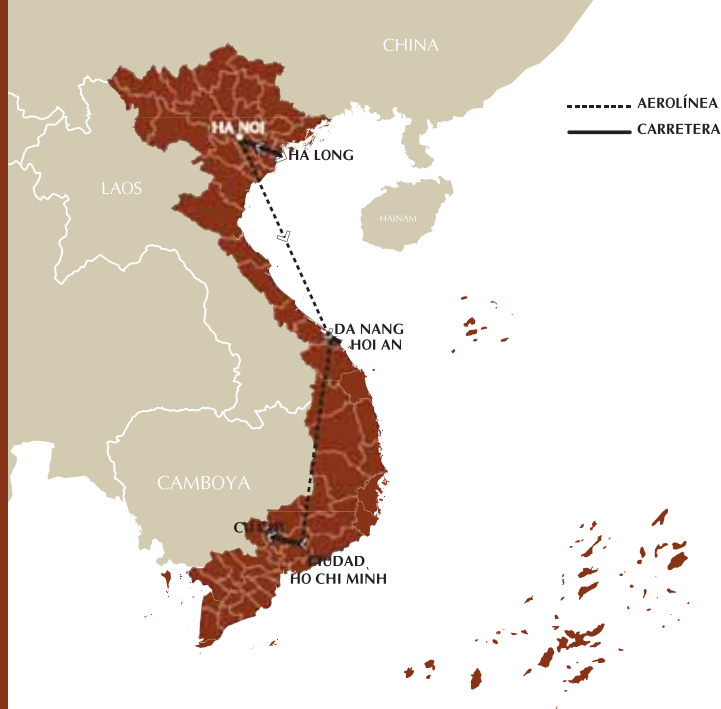 CHINA
AEROLÍNEA
CARRETERA
HA NOI
HA LONG
LAOS
HAINAM
DA NANG
HOI AN
CAMBOYA
CIUDAD
HO CHI MINH